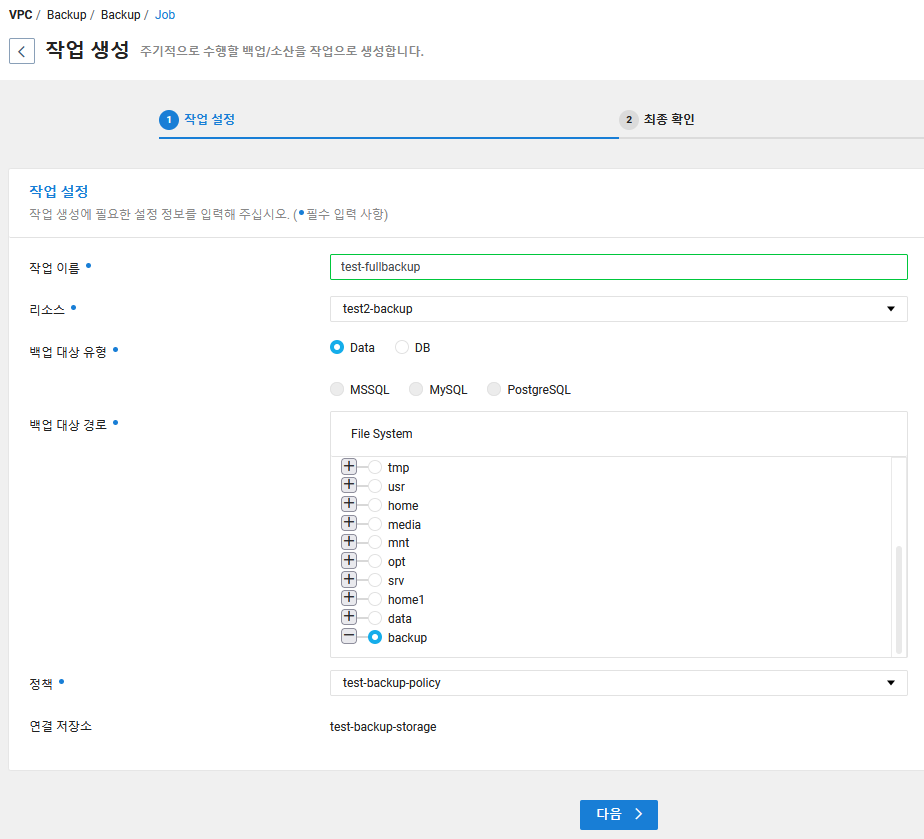 VPC / Backup / Backup / Job
작업 생성 주기적으로 수행할 백업/소산을 작업으로 생성합니다.
1 작업 설정
2 최종 확인
작업 설정
작업 생성에 필요한 설정 정보를 입력해 주십시오. (•필수 입력 사항)
작업 이름 • test-fullbackup
리소스 • test2-backup
백업 대상 유형 • Data DB
MSSQL MySQL PostgreSQL
백업 대상 경로 •
File System
tmp
usr
home
media
mnt
opt
srv
home1
data
backup
정책 • test-backup-policy
연결 저장소 test-backup-storage
다음 >